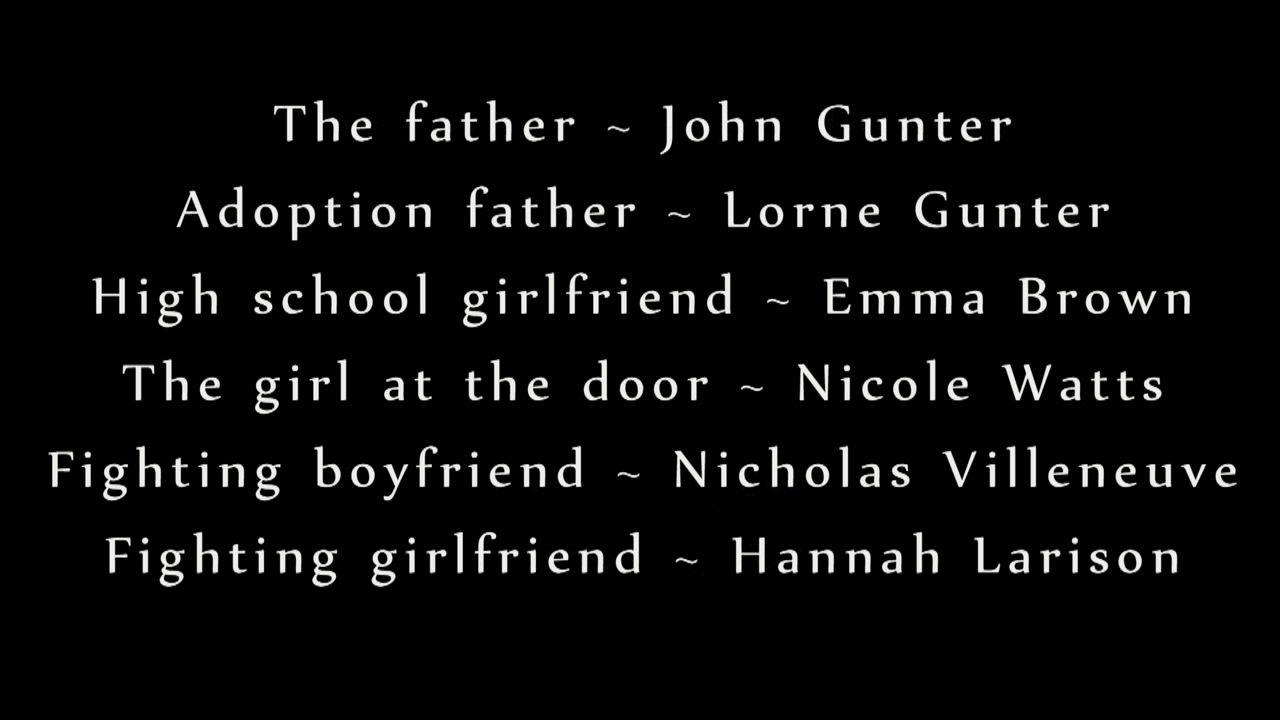 The father ~ John Gunter
Adoption father ~ Lorne Gunter
High school girlfriend ~ Emma Brown
The girl at the door ~ Nicole Watts
Fighting boyfriend ~ Nicholas Villeneuve
Fighting girlfriend ~ Hannah Larison